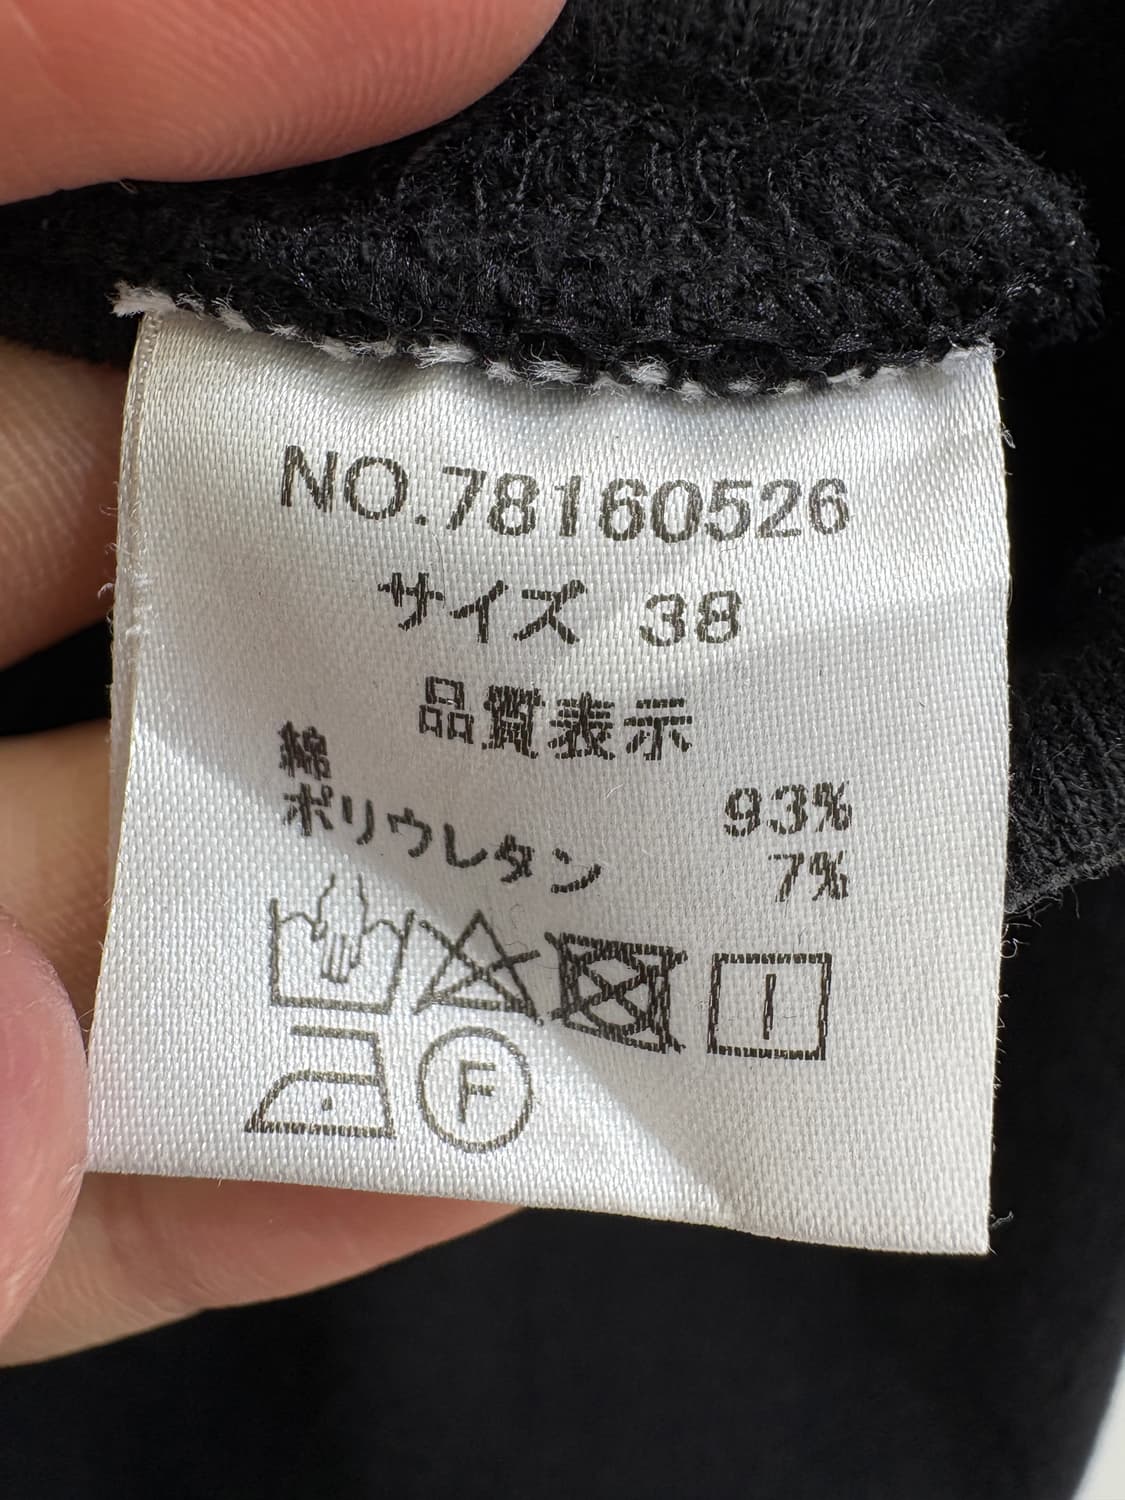 NO.78160526
サイズ 38
品質表示
綿 93%
ポリウレタン 7%
F